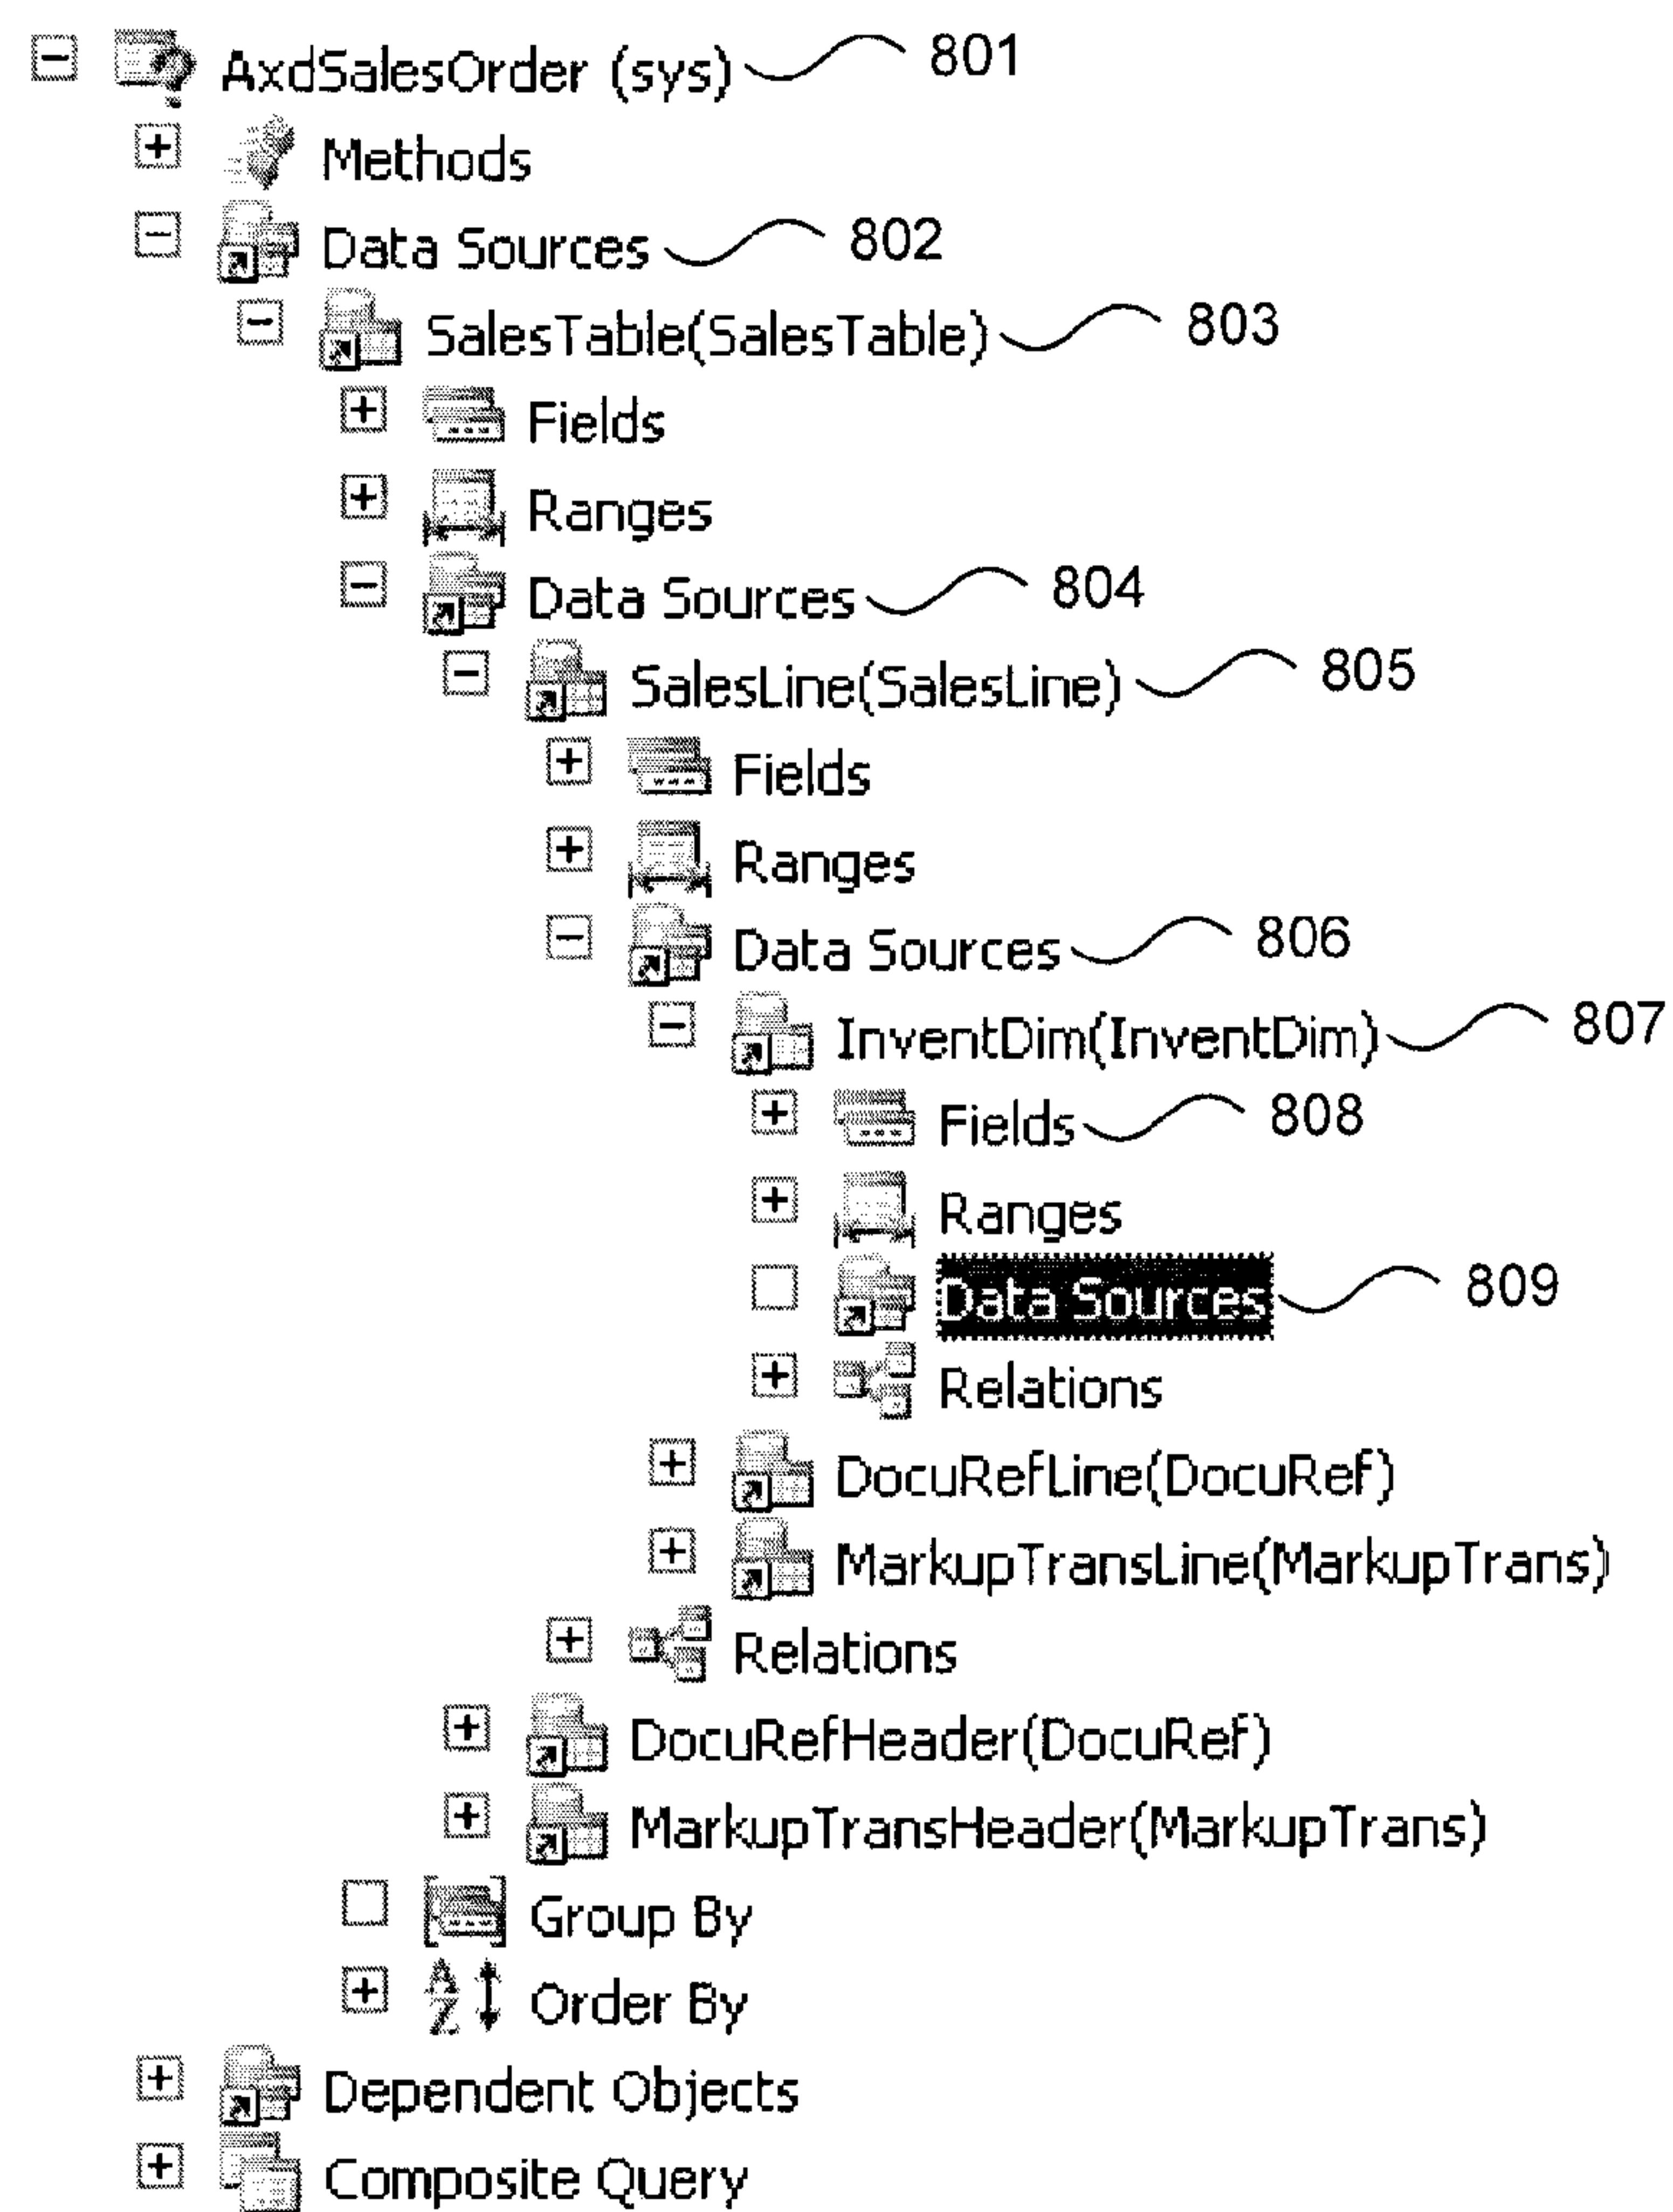 AxdSalesOrder (sys) 801
Methods
Data Sources 802
SalesTable(SalesTable) 803
Fields
Ranges
Data Sources 804
SalesLine(SalesLine) 805
Fields
Ranges
Data Sources 806
InventDim(InventDim) 807
Fields 808
Ranges
Data Sources 809
Relations
DocuRefLine(DocuRef)
MarkupTransLine(MarkupTrans)
Relations
DocuRefHeader(DocuRef)
MarkupTransHeader(MarkupTrans)
Group By
Order By
Dependent Objects
Composite Query